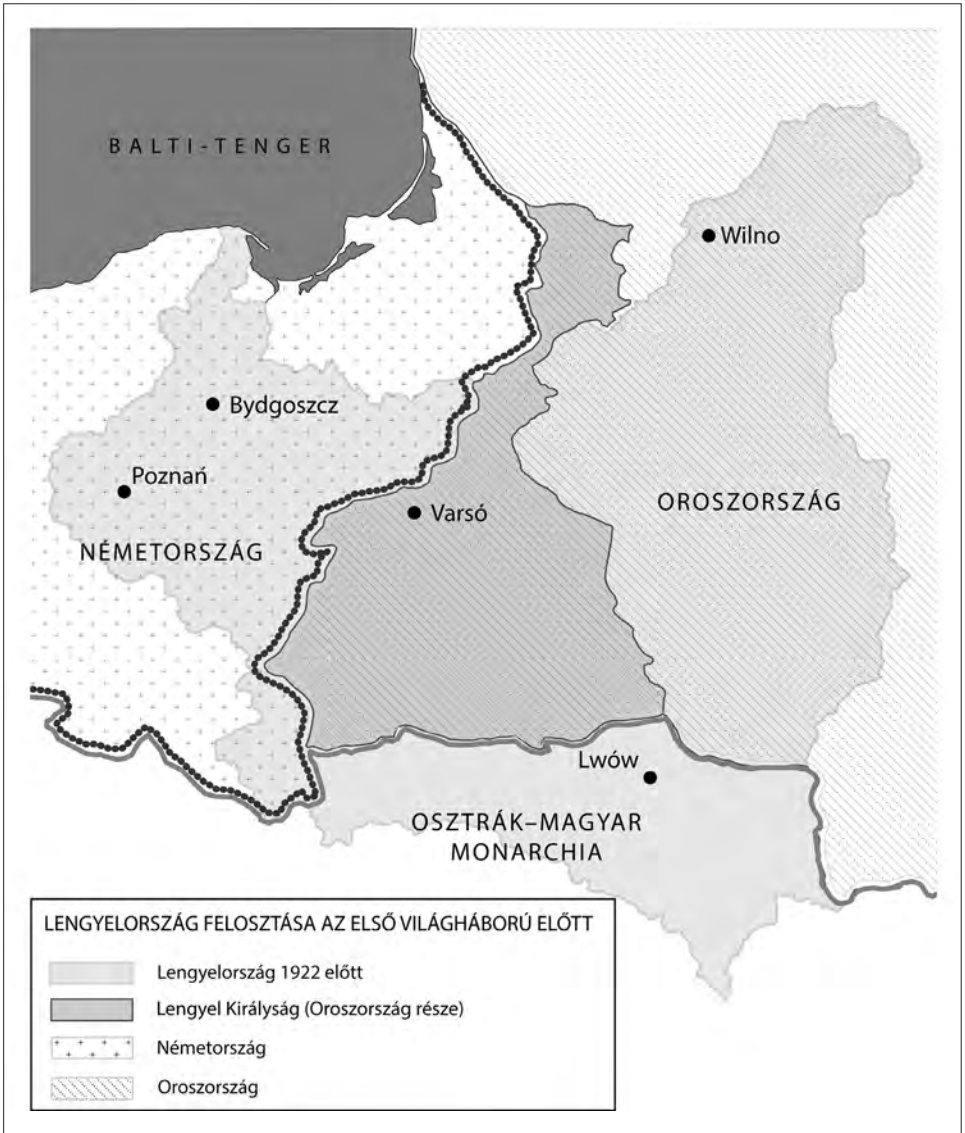 BALTI-TENGER
Wilno
Bydgoszcz
Poznań
Varsó
OROSZORSZÁG
NÉMETORSZÁG
Lwów
OSZTRÁK–MAGYAR
MONARCHIA
LENGYELORSZÁG FELOSZTÁSA AZ ELSŐ VILÁGHÁBORÚ ELŐTT
Lengyelország 1922 előtt
Lengyel Királyság (Oroszország része)
Németország
Oroszország